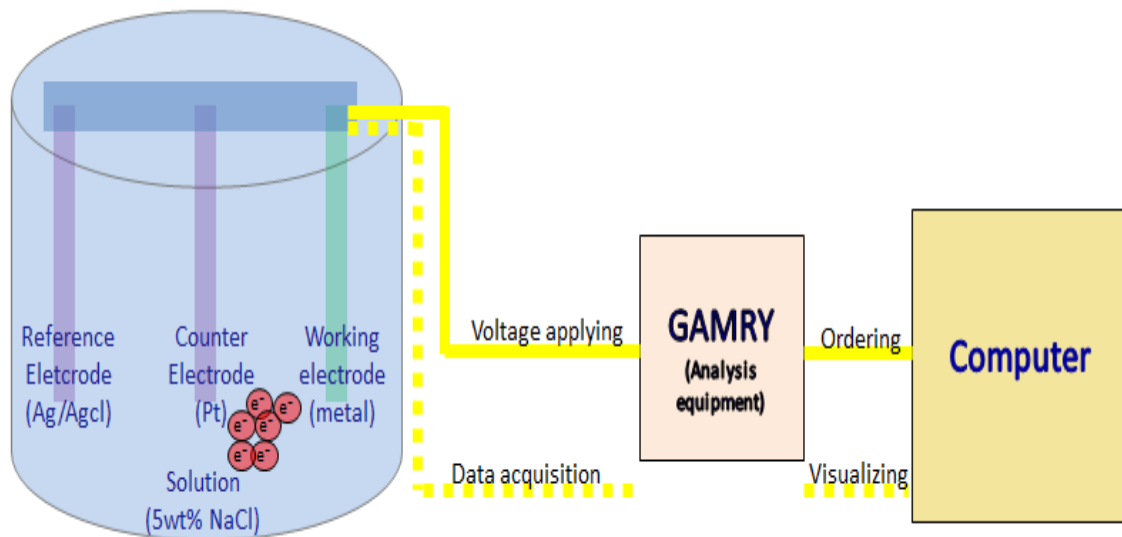 Reference
Eletcrode
(Ag/Agcl)
Counter
Electrode
(Pt)
Working
electrode
(metal)
e⁻
e⁻
e⁻
e⁻
e⁻
e⁻
Solution
(5wt% NaCl)
Voltage applying
Data acquisition
GAMRY
(Analysis
equipment)
Ordering
Visualizing
Computer